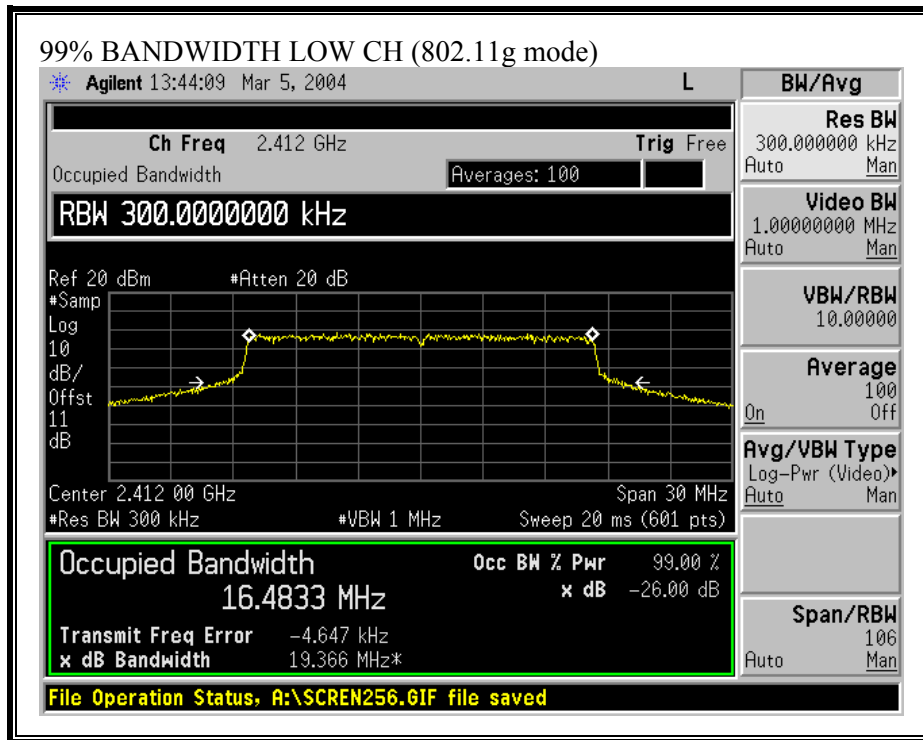 99% BANDWIDTH LOW CH (802.11g mode)
Agilent 13:44:09 Mar 5, 2004 L
Ch Freq 2.412 GHz Trig Free
Occupied Bandwidth Averages: 100
RBW 300.0000000 kHz
Ref 20 dBm #Atten 20 dB
#Samp
Log
10
dB/
Offst
11
dB
Center 2.412 00 GHz Span 30 MHz
#Res BW 300 kHz #VBW 1 MHz Sweep 20 ms (601 pts)
Occupied Bandwidth Occ BW % Pwr 99.00 %
16.4833 MHz x dB -26.00 dB
Transmit Freq Error -4.647 kHz
x dB Bandwidth 19.366 MHz*
File Operation Status, A:\SCREN256.GIF file saved
BW/Avg
Res BW
300.000000 kHz
Auto Man
Video BW
1.00000000 MHz
Auto Man
VBW/RBW
10.00000
Average
100
On Off
Avg/VBW Type
Log-Pwr (Video)
Auto Man
Span/RBW
106
Auto Man